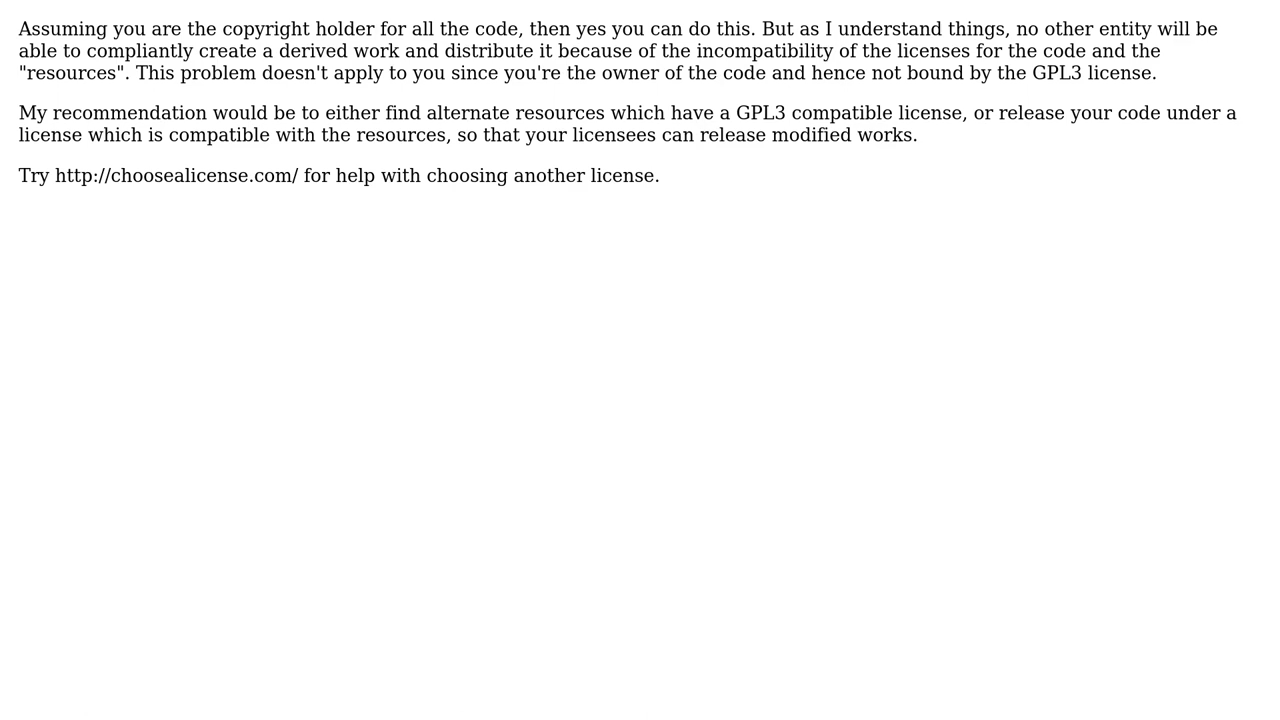 Assuming you are the copyright holder for all the code, then yes you can do this. But as I understand things, no other entity will be
able to compliantly create a derived work and distribute it because of the incompatibility of the licenses for the code and the
"resources". This problem doesn't apply to you since you're the owner of the code and hence not bound by the GPL3 license.
My recommendation would be to either find alternate resources which have a GPL3 compatible license, or release your code under a
license which is compatible with the resources, so that your licensees can release modified works.
Try http://choosealicense.com/ for help with choosing another license.